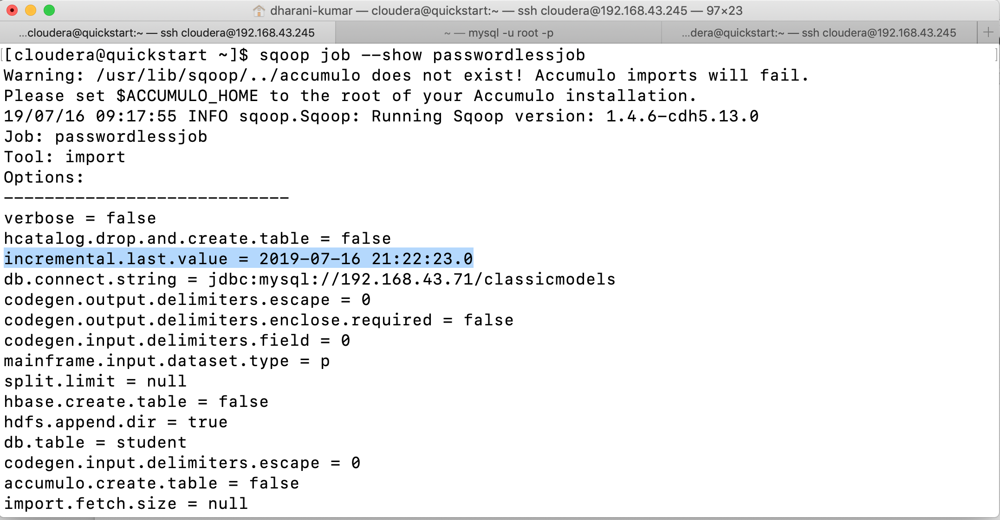 dharani-kumar — cloudera@quickstart:~ — ssh cloudera@192.168.43.245 — 97×23
...cloudera@quickstart:~ — ssh cloudera@192.168.43.245
~ — mysql -u root -p
...dera@quickstart:~ — ssh cloudera@192.168.43.245
[[cloudera@quickstart ~]$ sqoop job --show passwordlessjob ]
Warning: /usr/lib/sqoop/../accumulo does not exist! Accumulo imports will fail.
Please set $ACCUMULO_HOME to the root of your Accumulo installation.
19/07/16 09:17:55 INFO sqoop.Sqoop: Running Sqoop version: 1.4.6-cdh5.13.0
Job: passwordlessjob
Tool: import
Options:
----------------------------
verbose = false
hcatalog.drop.and.create.table = false
incremental.last.value = 2019-07-16 21:22:23.0
db.connect.string = jdbc:mysql://192.168.43.71/classicmodels
codegen.output.delimiters.escape = 0
codegen.output.delimiters.enclose.required = false
codegen.input.delimiters.field = 0
mainframe.input.dataset.type = p
split.limit = null
hbase.create.table = false
hdfs.append.dir = true
db.table = student
codegen.input.delimiters.escape = 0
accumulo.create.table = false
import.fetch.size = null